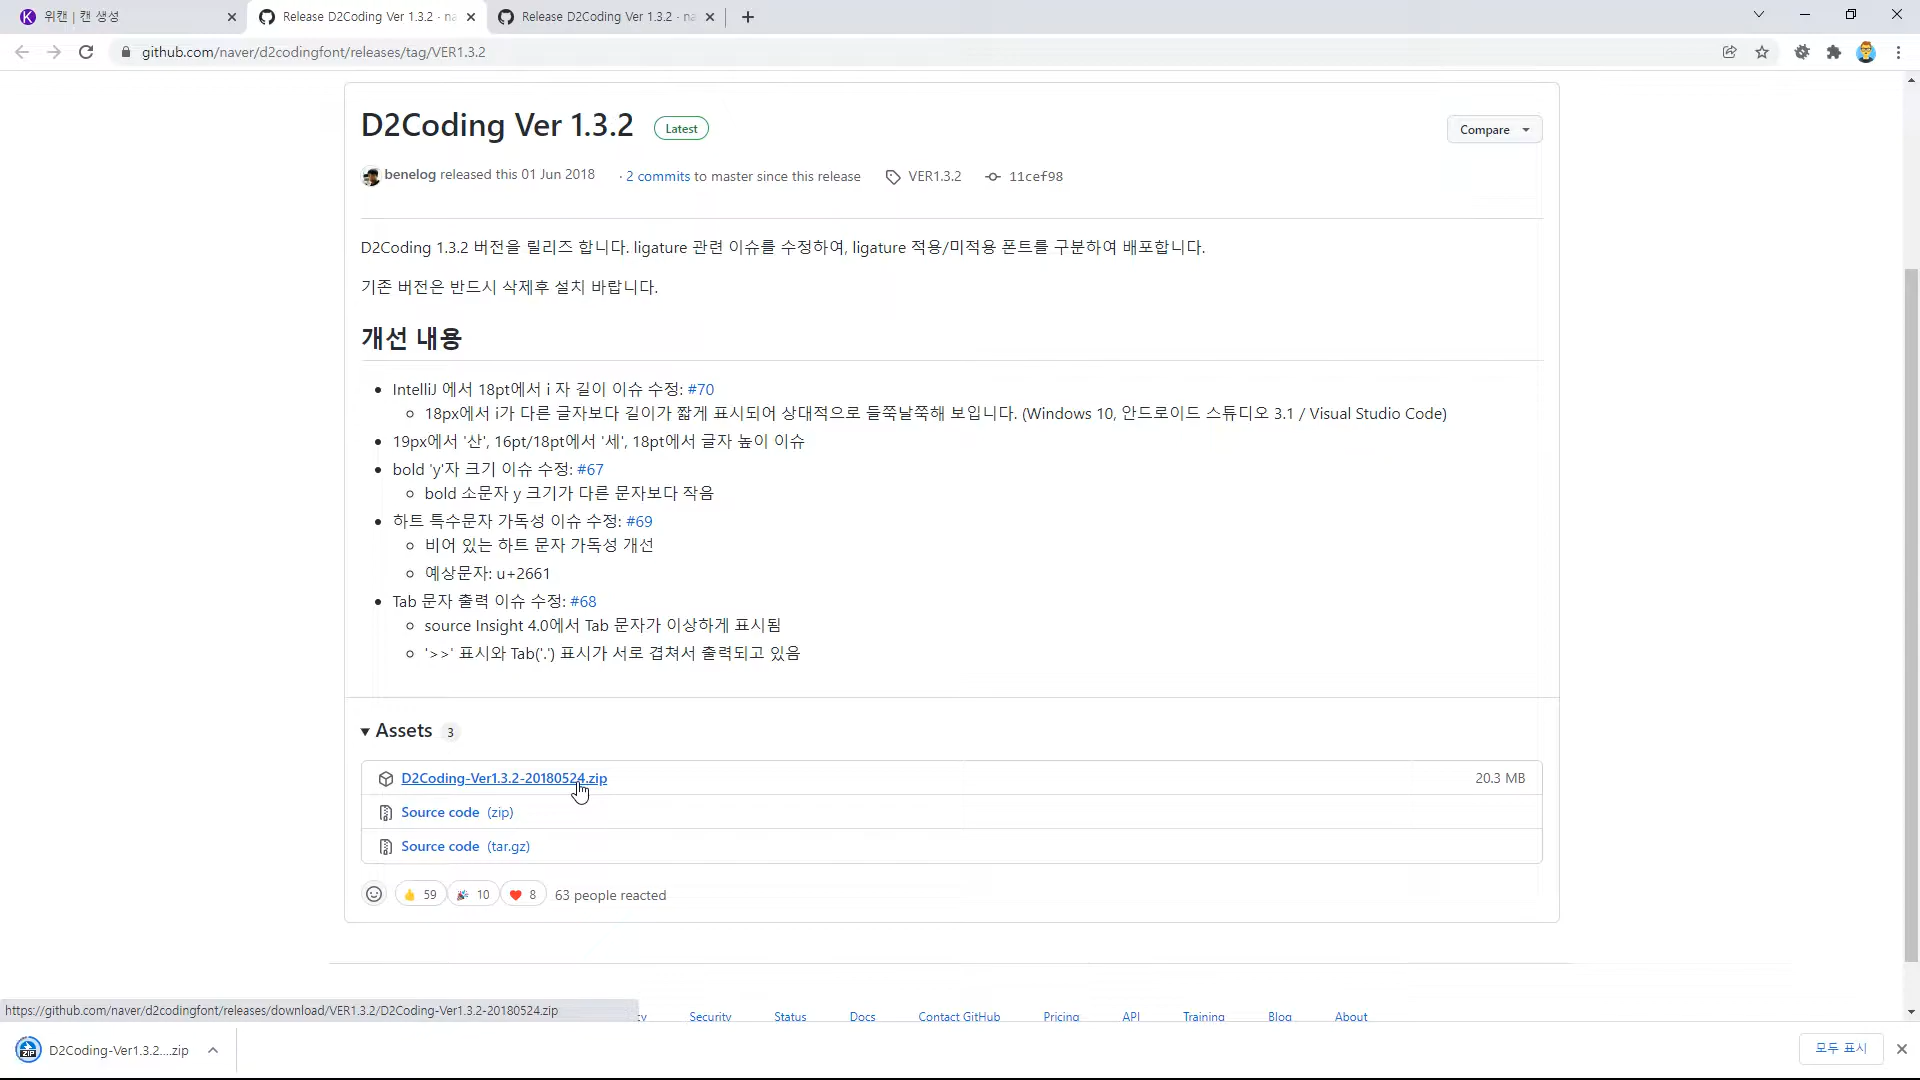 위캔 | 캔 생성
Release D2Coding Ver 1.3.2 · na
Release D2Coding Ver 1.3.2 · na
github.com/naver/d2codingfont/releases/tag/VER1.3.2
D2Coding Ver 1.3.2 Latest
Compare
benelog released this 01 Jun 2018 · 2 commits to master since this release VER1.3.2 11cef98
D2Coding 1.3.2 버전을 릴리즈 합니다. ligature 관련 이슈를 수정하여, ligature 적용/미적용 폰트를 구분하여 배포합니다.
기존 버전은 반드시 삭제후 설치 바랍니다.
개선 내용
IntelliJ 에서 18pt에서 i 자 길이 이슈 수정: #70
18px에서 i가 다른 글자보다 길이가 짧게 표시되어 상대적으로 들쭉날쭉해 보입니다. (Windows 10, 안드로이드 스튜디오 3.1 / Visual Studio Code)
19px에서 '산', 16pt/18pt에서 '세', 18pt에서 글자 높이 이슈
bold 'y'자 크기 이슈 수정: #67
bold 소문자 y 크기가 다른 문자보다 작음
하트 특수문자 가독성 이슈 수정: #69
비어 있는 하트 문자 가독성 개선
예상문자: u+2661
Tab 문자 출력 이슈 수정: #68
source Insight 4.0에서 Tab 문자가 이상하게 표시됨
'>>' 표시와 Tab('.') 표시가 서로 겹쳐서 출력되고 있음
Assets 3
D2Coding-Ver1.3.2-20180524.zip 20.3 MB
Source code (zip)
Source code (tar.gz)
59 10 8 63 people reacted
https://github.com/naver/d2codingfont/releases/download/VER1.3.2/D2Coding-Ver1.3.2-20180524.zip
cy Security Status Docs Contact GitHub Pricing API Training Blog About
ZIP D2Coding-Ver1.3.2....zip
모두 표시